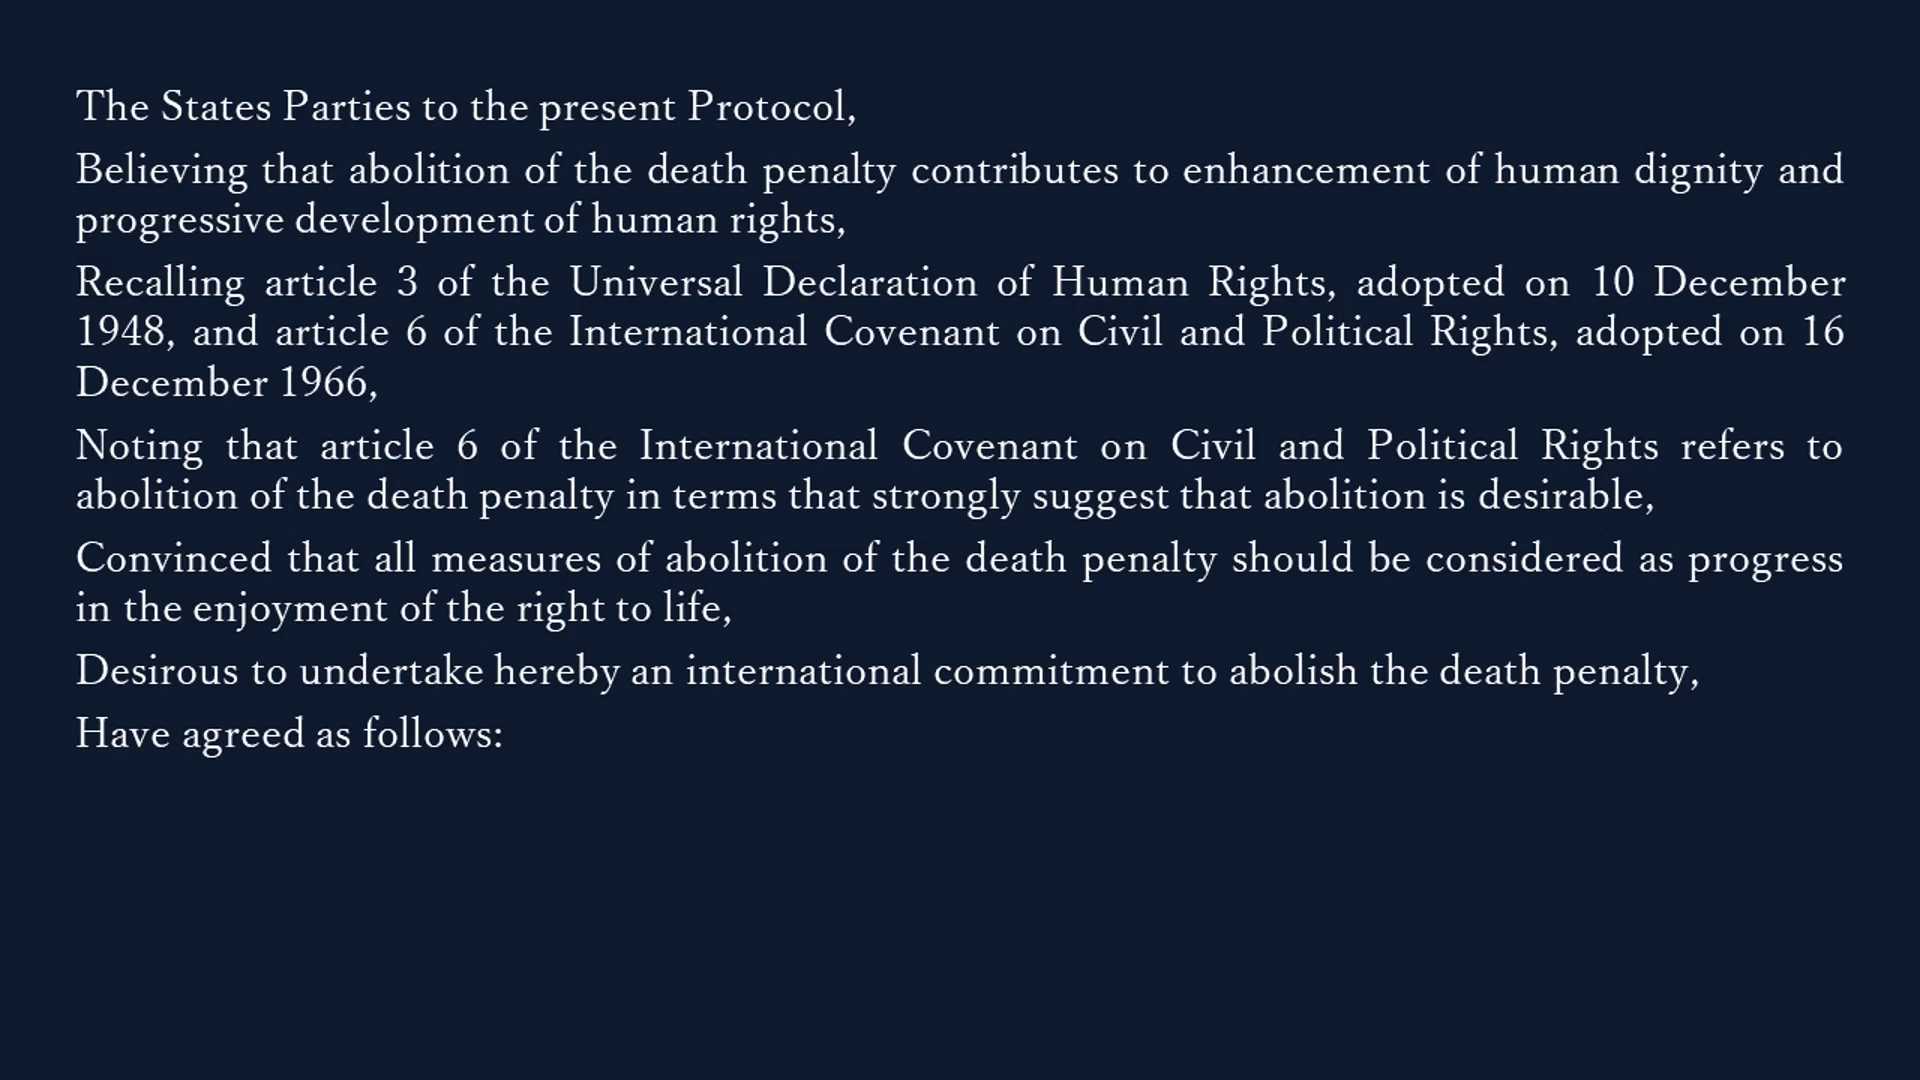 The States Parties to the present Protocol,
Believing that abolition of the death penalty contributes to enhancement of human dignity and
progressive development of human rights,
Recalling article 3 of the Universal Declaration of Human Rights, adopted on 10 December
1948, and article 6 of the International Covenant on Civil and Political Rights, adopted on 16
December 1966,
Noting that article 6 of the International Covenant on Civil and Political Rights refers to
abolition of the death penalty in terms that strongly suggest that abolition is desirable,
Convinced that all measures of abolition of the death penalty should be considered as progress
in the enjoyment of the right to life,
Desirous to undertake hereby an international commitment to abolish the death penalty,
Have agreed as follows: